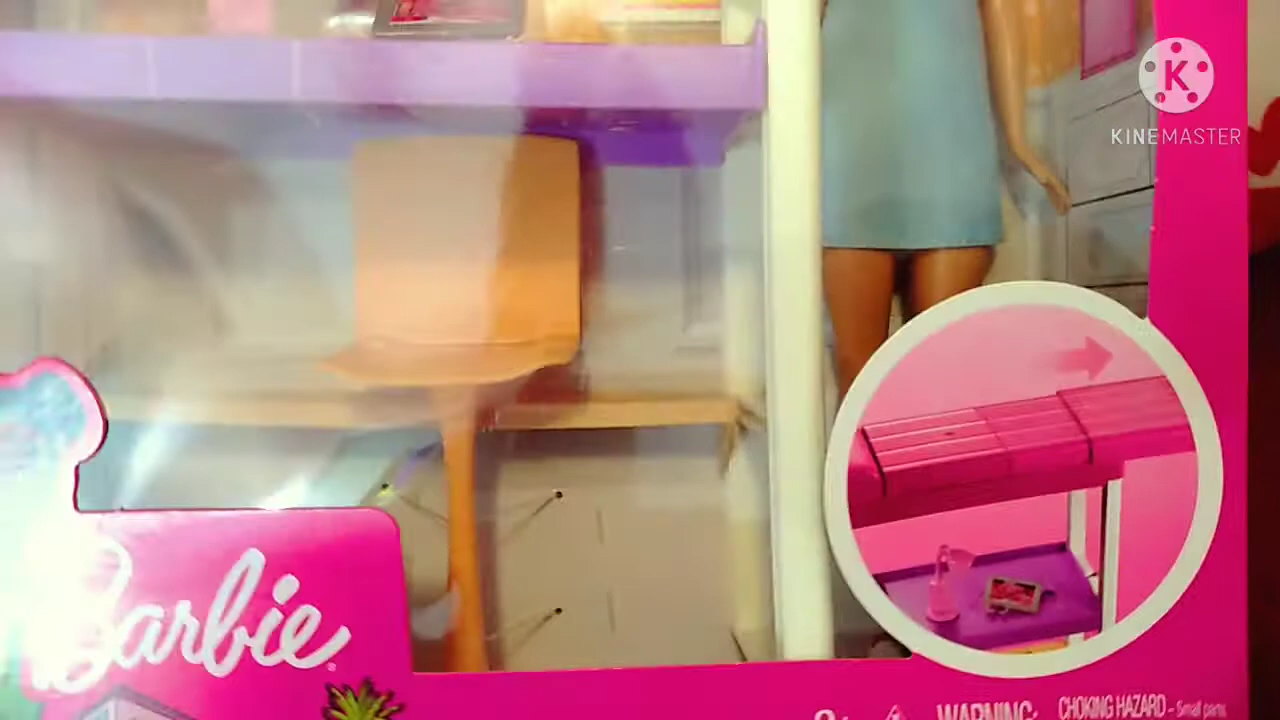 K
KINEMASTER
Barbie
WARNING:
CHOKING HAZARD - Small parts